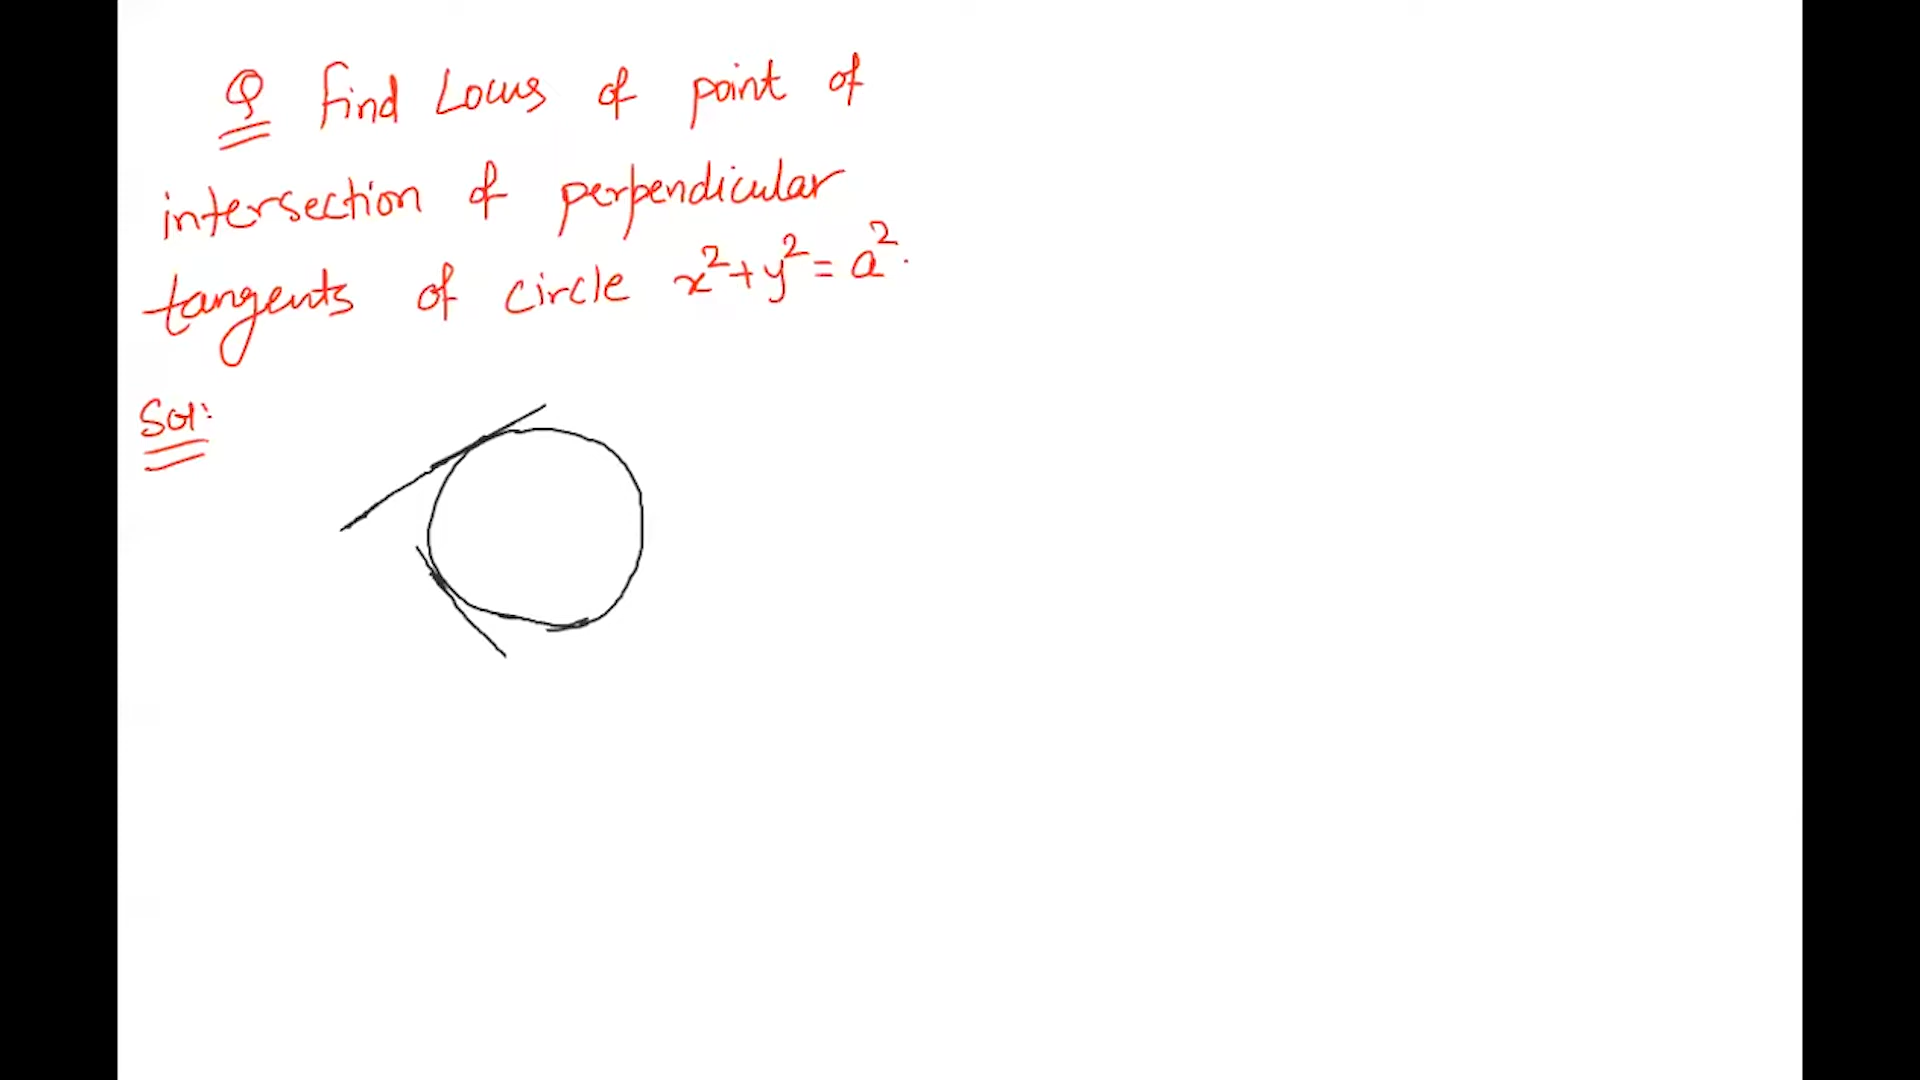 Q Find Locus of point of
intersection of perpendicular
tangents of circle x²+y²=a².
Sol: